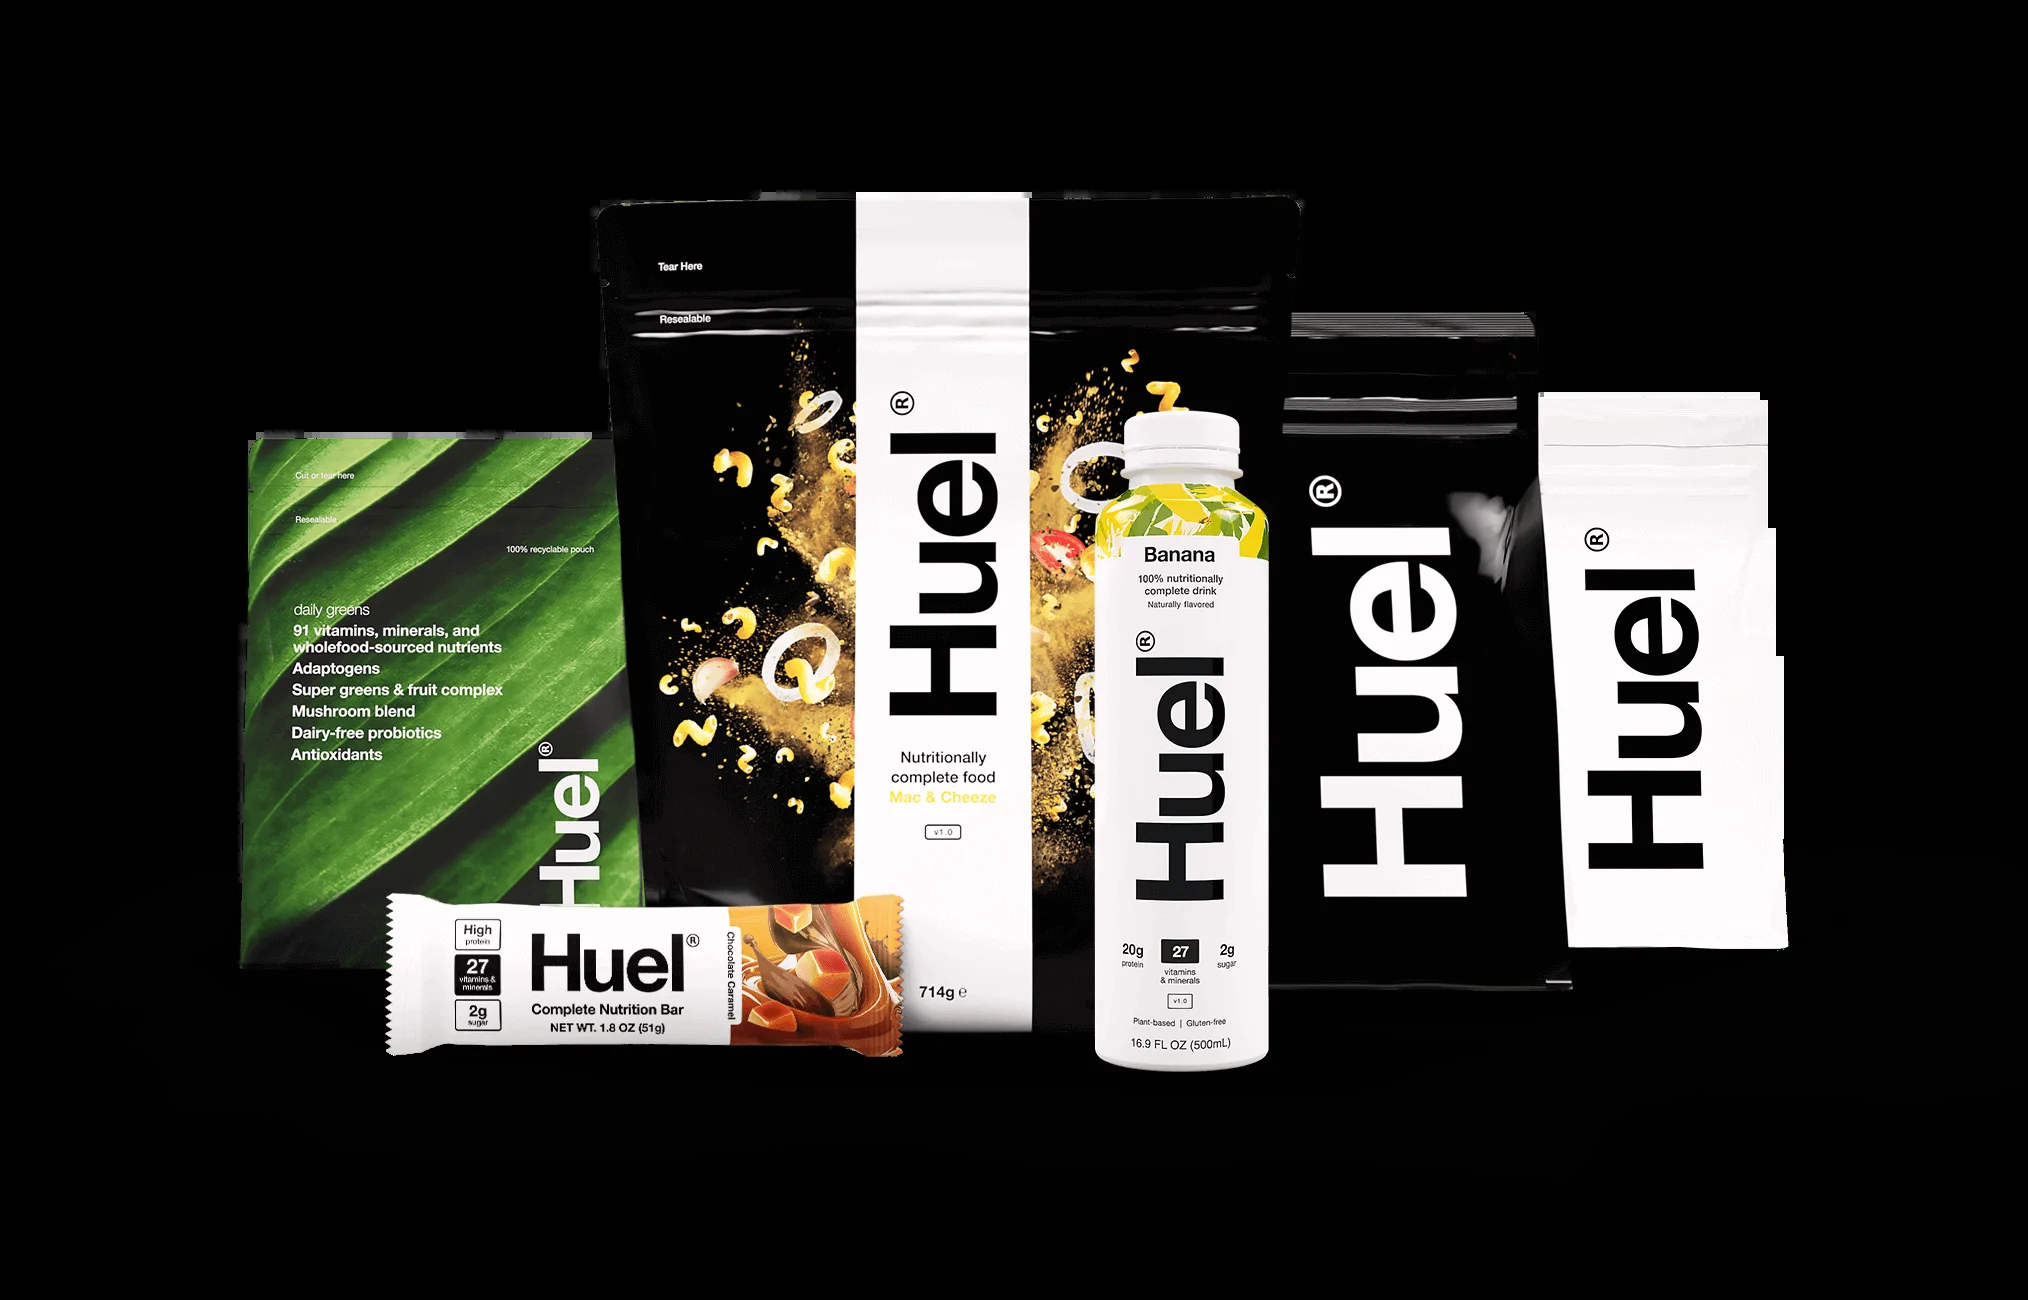 Cut or tear here
Resealable
100% recyclable pouch
daily greens
91 vitamins, minerals, and
wholefood-sourced nutrients
Adaptogens
Super greens & fruit complex
Mushroom blend
Dairy-free probiotics
Antioxidants
Huel®
Tear Here
Resealable
Huel®
Nutritionally
complete food
Mac & Cheeze
v1.0
714g ℮
High
protein
27
vitamins &
minerals
2g
sugar
Huel®
Complete Nutrition Bar
NET WT. 1.8 OZ (51g)
Chocolate Caramel
Banana
100% nutritionally
complete drink
Naturally flavored
Huel®
20g
protein
27
vitamins
& minerals
2g
sugar
v1.0
Plant-based | Gluten-free
16.9 FL OZ (500mL)
Huel®
Huel®